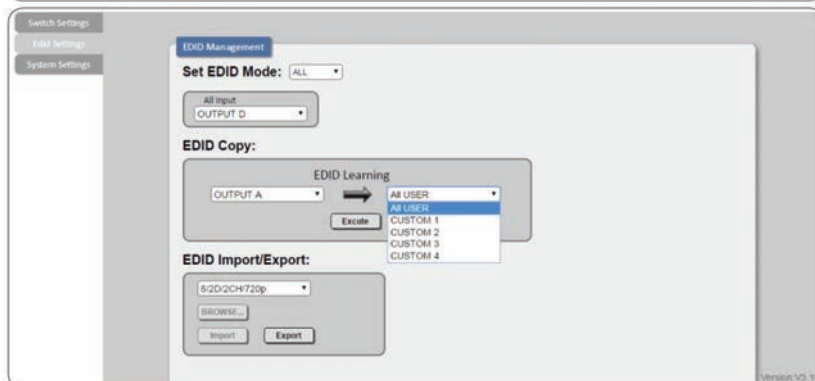 Switch Settings
Edid Settings
System Settings
EDID Management
Set EDID Mode: ALL
All Input
OUTPUT D
EDID Copy:
EDID Learning
OUTPUT A
All USER
All USER
CUSTOM 1
CUSTOM 2
CUSTOM 3
CUSTOM 4
Excute
EDID Import/Export:
8/2D/2CH/720p
BROWSE...
Import Export